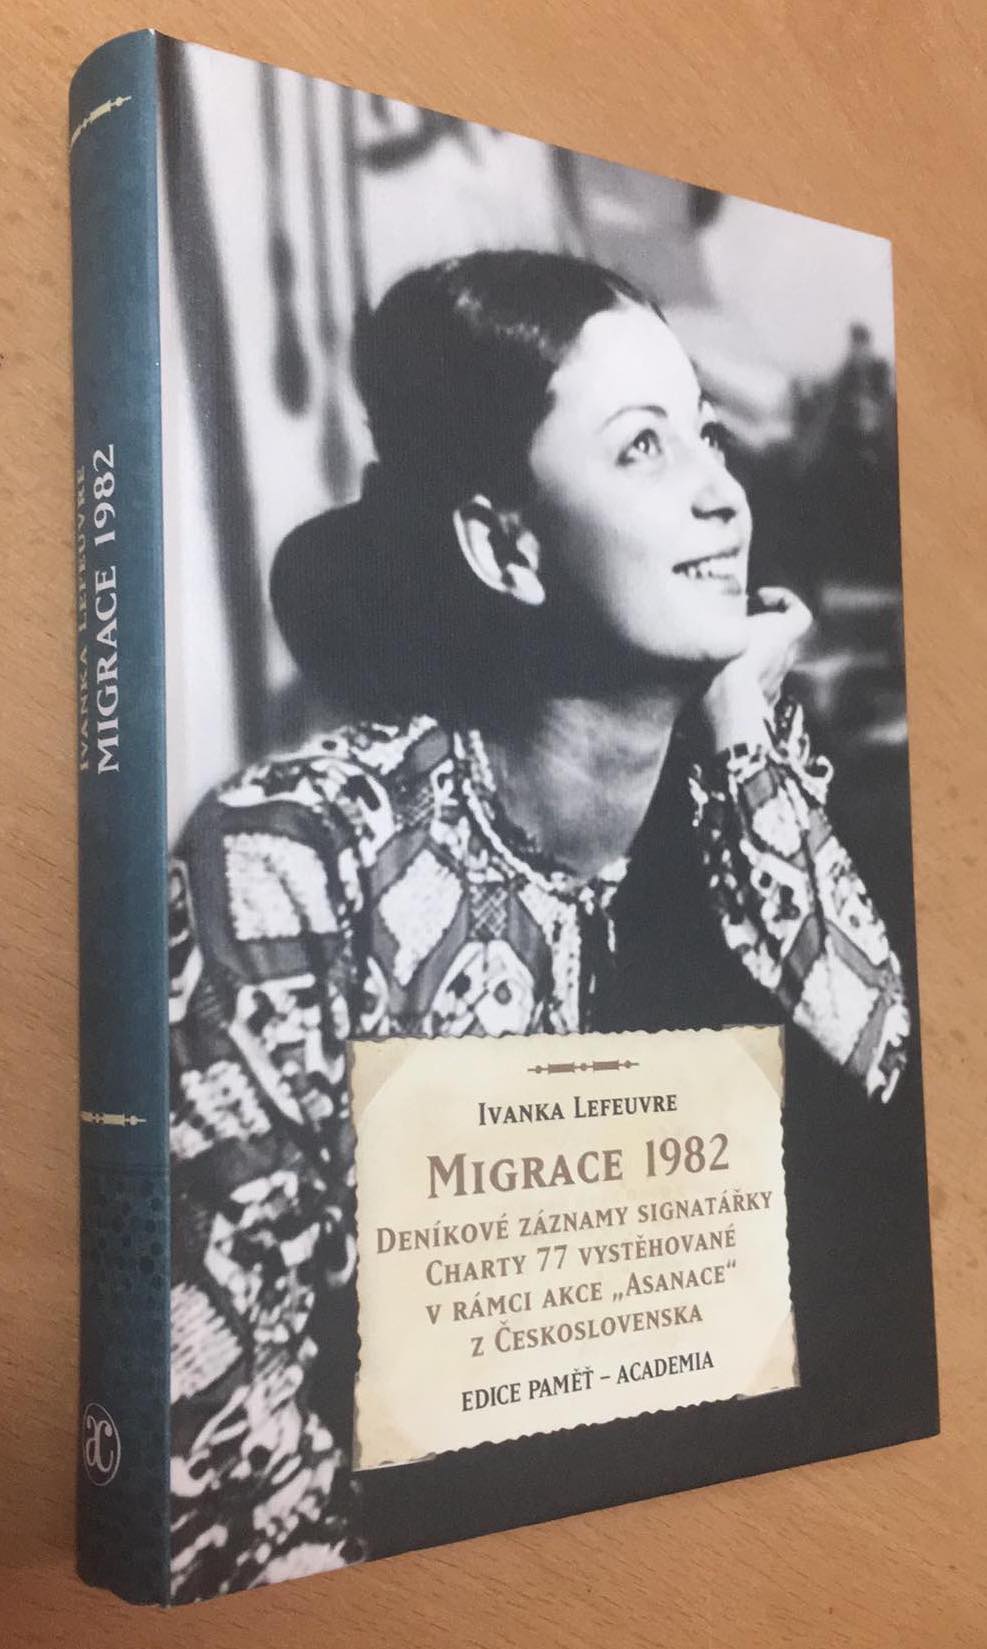 IVANKA LEFEUVRE
MIGRACE 1982
IVANKA LEFEUVRE
MIGRACE 1982
DENÍKOVÉ ZÁZNAMY SIGNATÁŘKY
CHARTY 77 VYSTĚHOVANÉ
V RÁMCI AKCE „ASANACE“
Z ČESKOSLOVENSKA
EDICE PAMĚŤ – ACADEMIA